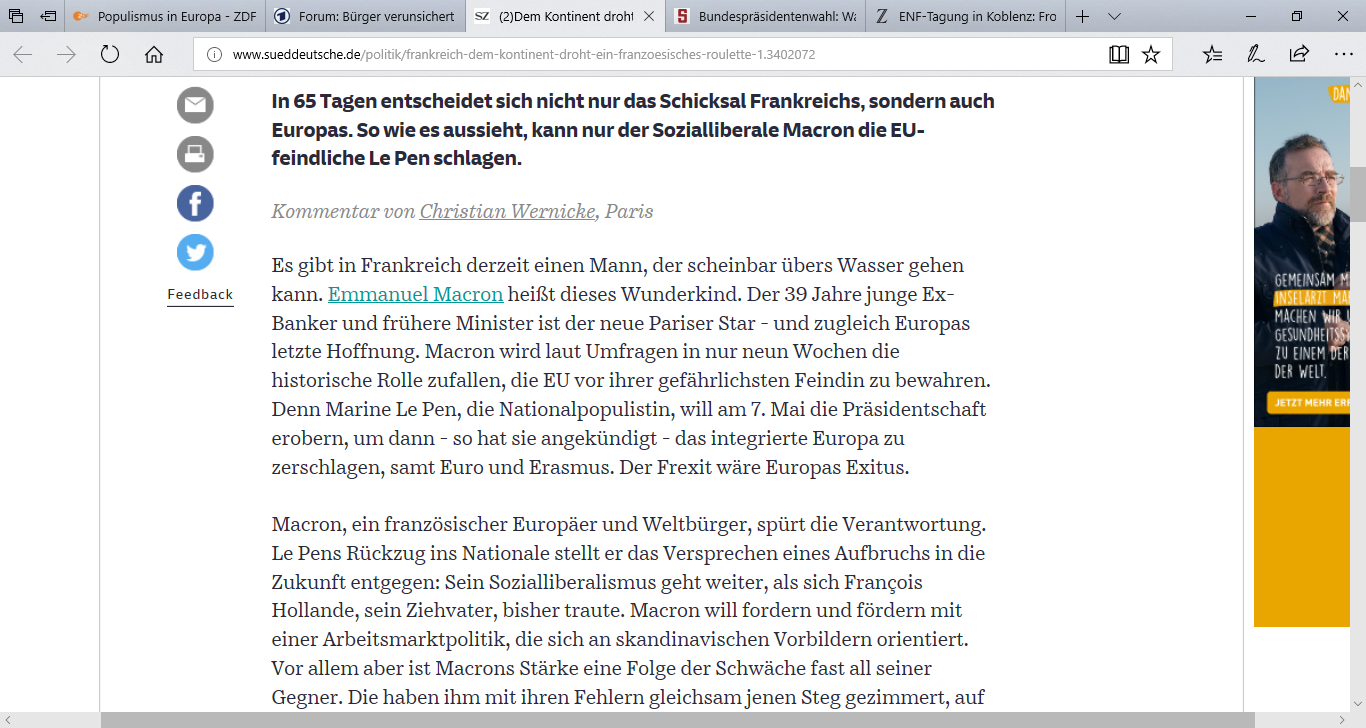 Populismus in Europa - ZDF
Forum: Bürger verunsichert
SZ (2)Dem Kontinent droht
Bundespräsidentenwahl: Wa
ENF-Tagung in Koblenz: Fro
www.sueddeutsche.de/politik/frankreich-dem-kontinent-droht-ein-franzoesisches-roulette-1.3402072
In 65 Tagen entscheidet sich nicht nur das Schicksal Frankreichs, sondern auch
Europas. So wie es aussieht, kann nur der Sozialliberale Macron die EU-
feindliche Le Pen schlagen.
Kommentar von Christian Wernicke, Paris
Feedback
Es gibt in Frankreich derzeit einen Mann, der scheinbar übers Wasser gehen
kann. Emmanuel Macron heißt dieses Wunderkind. Der 39 Jahre junge Ex-
Banker und frühere Minister ist der neue Pariser Star - und zugleich Europas
letzte Hoffnung. Macron wird laut Umfragen in nur neun Wochen die
historische Rolle zufallen, die EU vor ihrer gefährlichsten Feindin zu bewahren.
Denn Marine Le Pen, die Nationalpopulistin, will am 7. Mai die Präsidentschaft
erobern, um dann - so hat sie angekündigt - das integrierte Europa zu
zerschlagen, samt Euro und Erasmus. Der Frexit wäre Europas Exitus.
Macron, ein französischer Europäer und Weltbürger, spürt die Verantwortung.
Le Pens Rückzug ins Nationale stellt er das Versprechen eines Aufbruchs in die
Zukunft entgegen: Sein Sozialliberalismus geht weiter, als sich François
Hollande, sein Ziehvater, bisher traute. Macron will fordern und fördern mit
einer Arbeitsmarktpolitik, die sich an skandinavischen Vorbildern orientiert.
Vor allem aber ist Macrons Stärke eine Folge der Schwäche fast all seiner
Gegner. Die haben ihm mit ihren Fehlern gleichsam jenen Steg gezimmert, auf
DAN
GEMEINSAM M
INSELARZT MA
MACHEN WIR U
GESUNDHEITSSY
ZU EINEM DER
DER WELT.
JETZT MEHR ERF